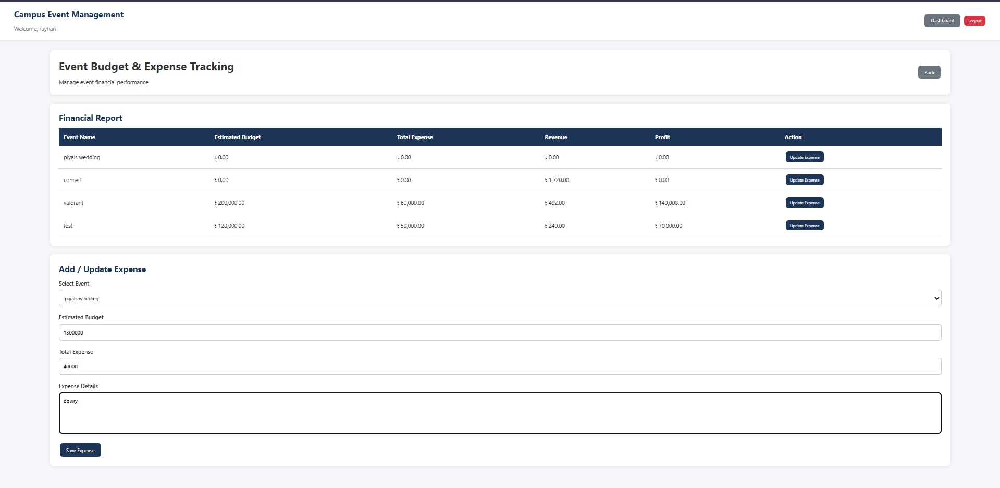 Campus Event Management
Welcome, rayhan .
Dashboard Logout
Event Budget & Expense Tracking
Manage event financial performance
Back
Financial Report
Event Name Estimated Budget Total Expense Revenue Profit Action
piyals wedding ৳ 0.00 ৳ 0.00 ৳ 0.00 ৳ 0.00 Update Expense
concert ৳ 0.00 ৳ 0.00 ৳ 1,720.00 ৳ 0.00 Update Expense
valorant ৳ 200,000.00 ৳ 60,000.00 ৳ 492.00 ৳ 140,000.00 Update Expense
fest ৳ 120,000.00 ৳ 50,000.00 ৳ 240.00 ৳ 70,000.00 Update Expense
Add / Update Expense
Select Event
piyals wedding
Estimated Budget
1300000
Total Expense
40000
Expense Details
dowry
Save Expense